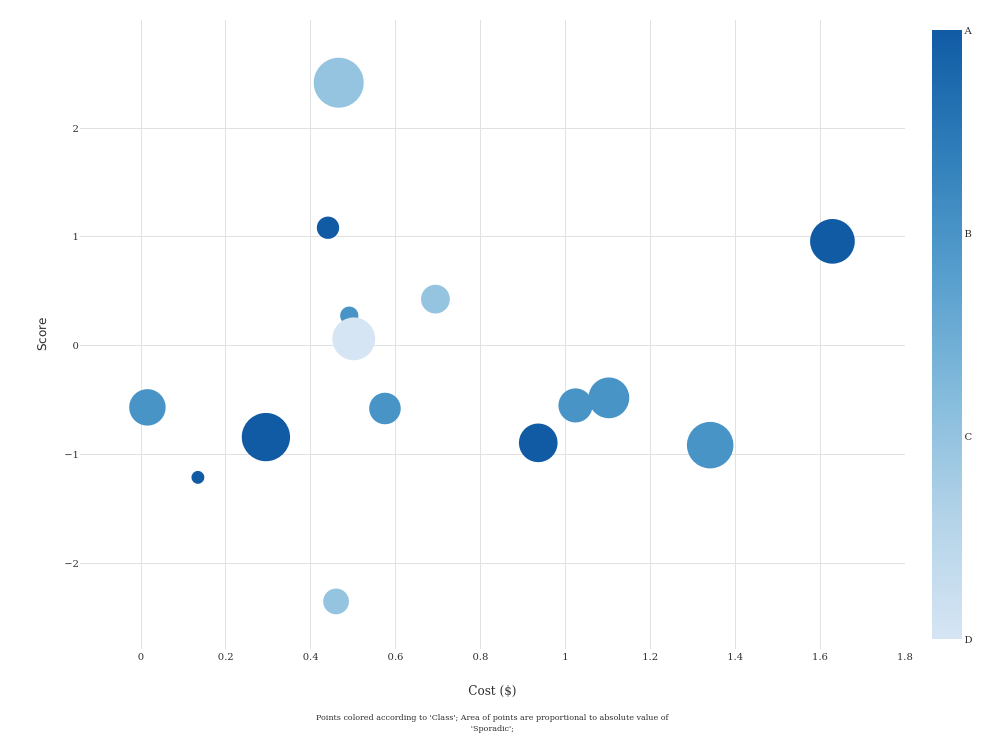 A
B
C
D
2
1
0
−1
−2
Score
0
0.2
0.4
0.6
0.8
1
1.2
1.4
1.6
1.8
Cost ($)
Points colored according to 'Class'; Area of points are proportional to absolute value of
'Sporadic';